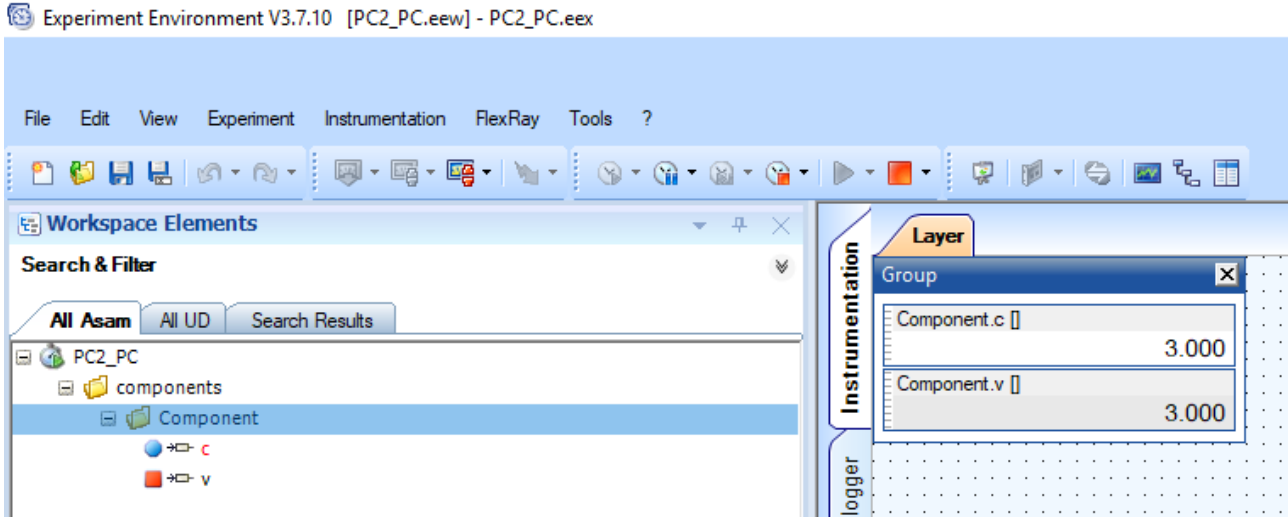 Experiment Environment V3.7.10 [PC2_PC.eew] - PC2_PC.eex
File Edit View Experiment Instrumentation FlexRay Tools ?
Workspace Elements
Search & Filter
All Asam All UD Search Results
PC2_PC
components
Component
c
v
Instrumentation
logger
Layer
Group
Component.c []
3.000
Component.v []
3.000